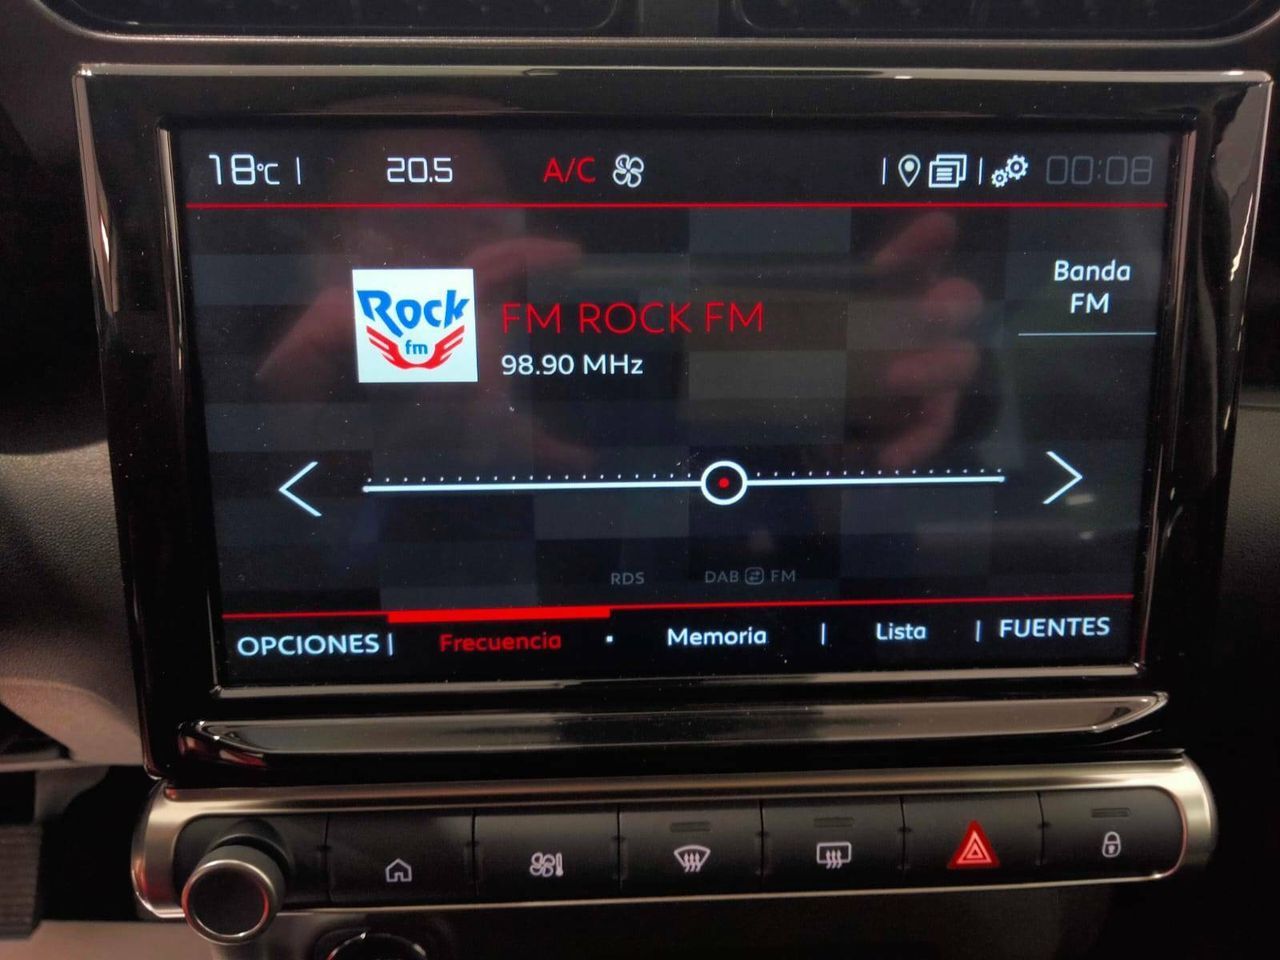 18°C | 20.5 A/C | | 00:08
Banda
FM
Rock
fm
FM ROCK FM
98.90 MHz
RDS DAB FM
OPCIONES | Frecuencia Memoria | Lista | FUENTES